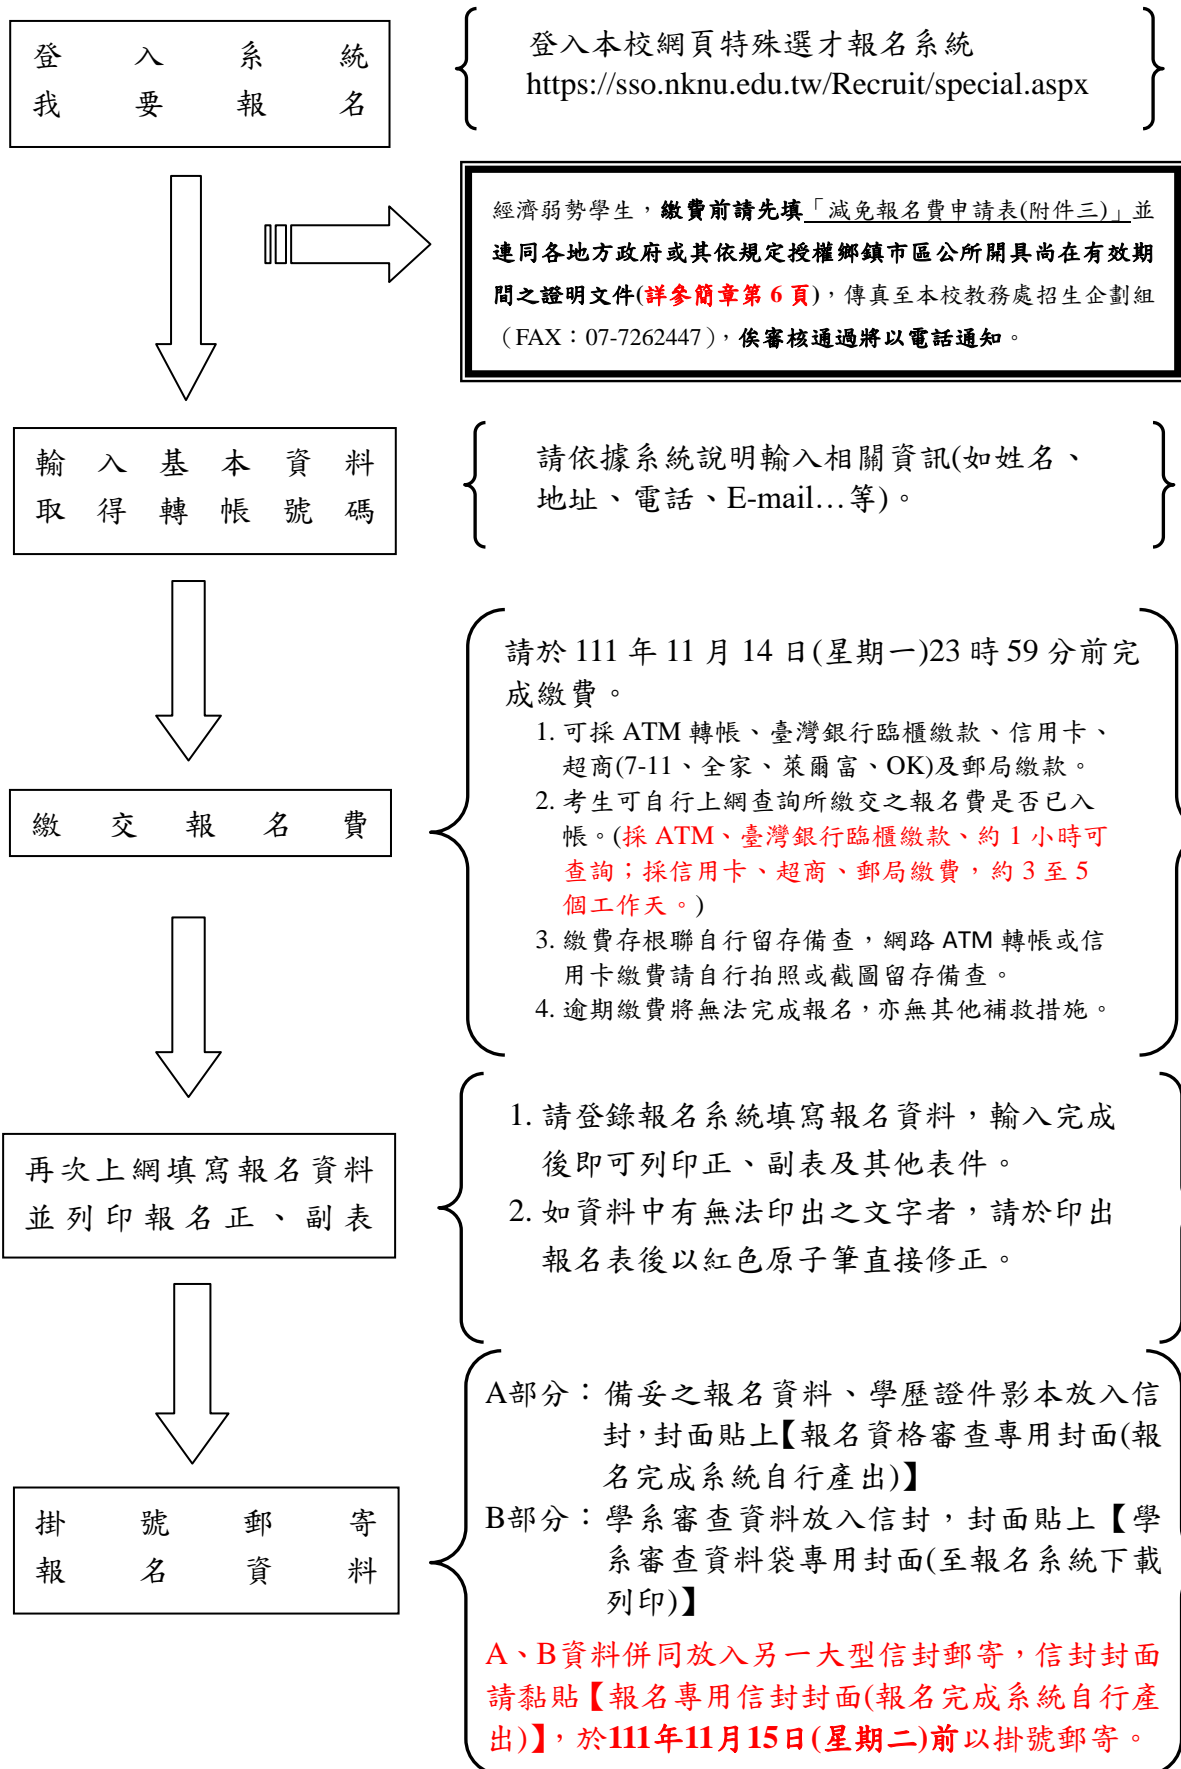 登入系統
我要報名
登入本校網頁特殊選才報名系統
https://sso.nknu.edu.tw/Recruit/special.aspx
經濟弱勢學生，繳費前請先填「減免報名費申請表(附件三)」並
連同各地方政府或其依規定授權鄉鎮市區公所開具尚在有效期
間之證明文件(詳參簡章第 6 頁)，傳真至本校教務處招生企劃組
（FAX：07-7262447），俟審核通過將以電話通知。
輸入基本資料
取得轉帳號碼
請依據系統說明輸入相關資訊(如姓名、
地址、電話、E-mail…等)。
繳交報名費
請於 111 年 11 月 14 日(星期一)23 時 59 分前完
成繳費。
1. 可採 ATM 轉帳、臺灣銀行臨櫃繳款、信用卡、
超商(7-11、全家、萊爾富、OK)及郵局繳款。
2. 考生可自行上網查詢所繳交之報名費是否已入
帳。(採 ATM、臺灣銀行臨櫃繳款、約 1 小時可
查詢；採信用卡、超商、郵局繳費，約 3 至 5
個工作天。)
3. 繳費存根聯自行留存備查，網路 ATM 轉帳或信
用卡繳費請自行拍照或截圖留存備查。
4. 逾期繳費將無法完成報名，亦無其他補救措施。
再次上網填寫報名資料
並列印報名正、副表
1. 請登錄報名系統填寫報名資料，輸入完成
後即可列印正、副表及其他表件。
2. 如資料中有無法印出之文字者，請於印出
報名表後以紅色原子筆直接修正。
掛號郵寄
報名資料
A部分：備妥之報名資料、學歷證件影本放入信
封，封面貼上【報名資格審查專用封面(報
名完成系統自行產出)】
B部分：學系審查資料放入信封，封面貼上【學
系審查資料袋專用封面(至報名系統下載
列印)】
A、B資料併同放入另一大型信封郵寄，信封封面
請黏貼【報名專用信封封面(報名完成系統自行產
出)】，於111年11月15日(星期二)前以掛號郵寄。